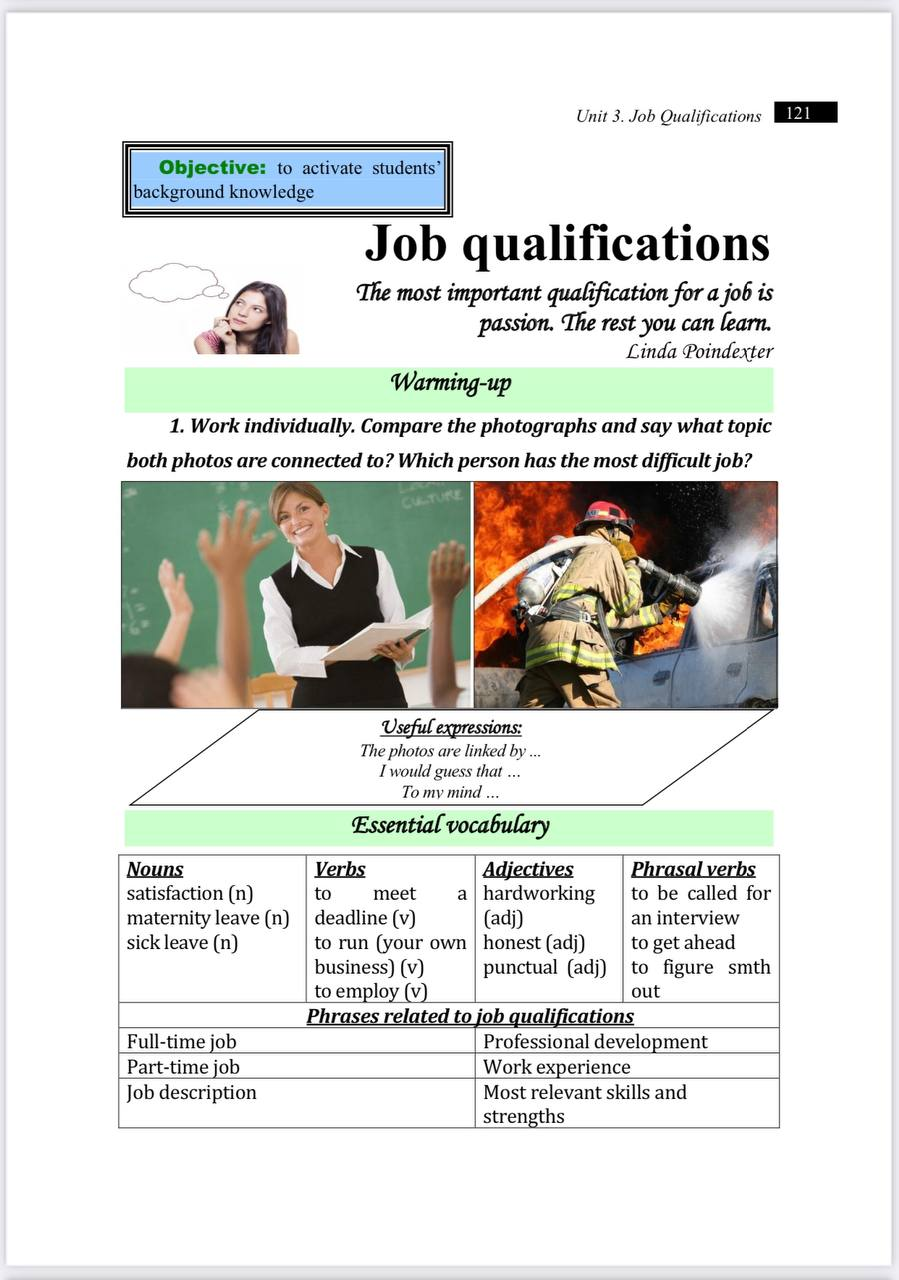 Unit 3. Job Qualifications 121
Objective: to activate students’
background knowledge
Job qualifications
The most important qualification for a job is
passion. The rest you can learn.
Linda Poindexter
Warming-up
1. Work individually. Compare the photographs and say what topic
both photos are connected to? Which person has the most difficult job?
CULTURE
Useful expressions:
The photos are linked by ...
I would guess that …
To my mind …
Essential vocabulary
Nouns
satisfaction (n)
maternity leave (n)
sick leave (n)
Verbs
to meet a
deadline (v)
to run (your own
business) (v)
to employ (v)
Adjectives
hardworking
(adj)
honest (adj)
punctual (adj)
Phrasal verbs
to be called for
an interview
to get ahead
to figure smth
out
Phrases related to job qualifications
Full-time job
Professional development
Part-time job
Work experience
Job description
Most relevant skills and
strengths